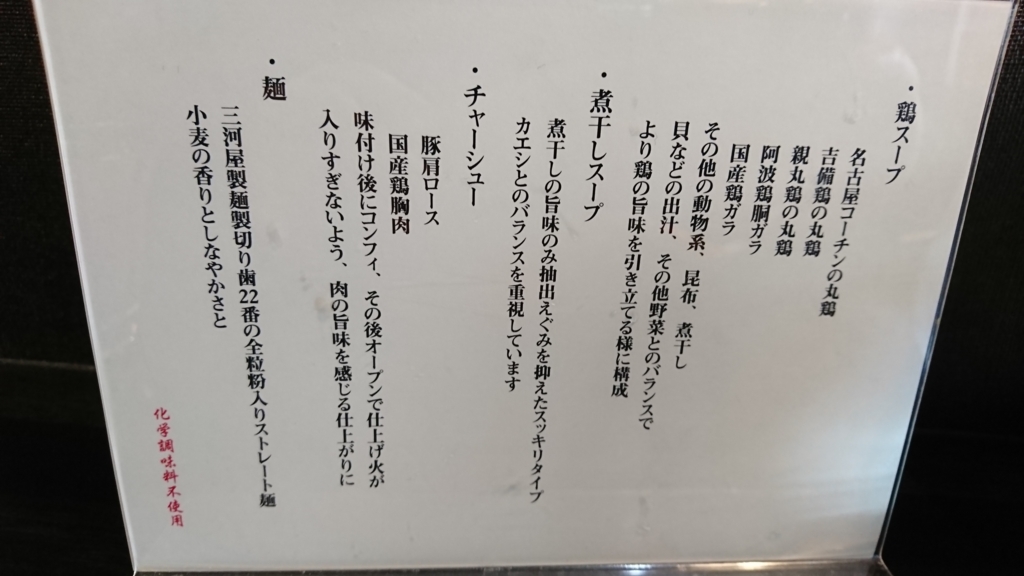 ・鶏スープ
名古屋コーチンの丸鶏
吉備鶏の丸鶏
親丸鶏の丸鶏
阿波鶏胴ガラ
国産鶏ガラ
その他の動物系、昆布、煮干し
貝などの出汁、その他野菜とのバランスで
より鶏の旨味を引き立てる様に構成
・煮干しスープ
煮干しの旨味のみ抽出えぐみを抑えたスッキリタイプ
カエシとのバランスを重視しています
・チャーシュー
豚肩ロース
国産鶏胸肉
味付け後にコンフィ、その後オーブンで仕上げ火が
入りすぎないよう、肉の旨味を感じる仕上がりに
・麺
三河屋製麺製切り歯22番の全粒粉入りストレート麺
小麦の香りとしなやかさと
化学調味料不使用